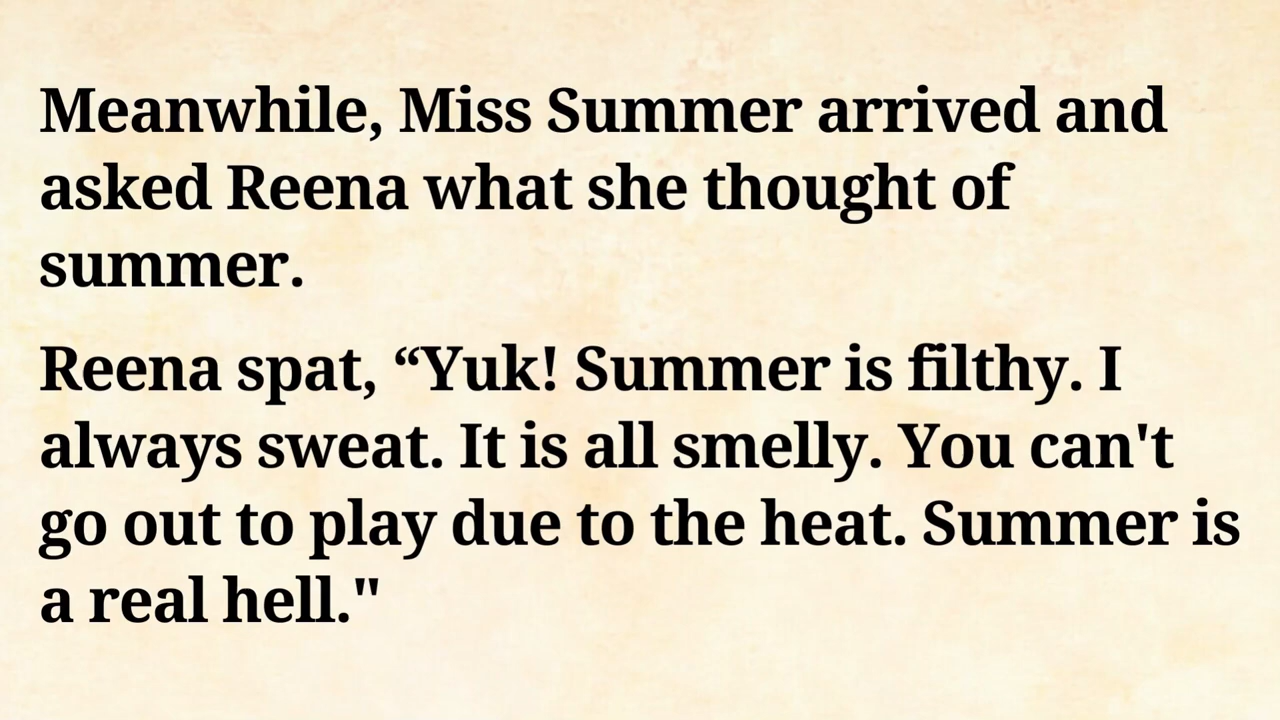 Meanwhile, Miss Summer arrived and
asked Reena what she thought of
summer.
Reena spat, “Yuk! Summer is filthy. I
always sweat. It is all smelly. You can't
go out to play due to the heat. Summer is
a real hell."